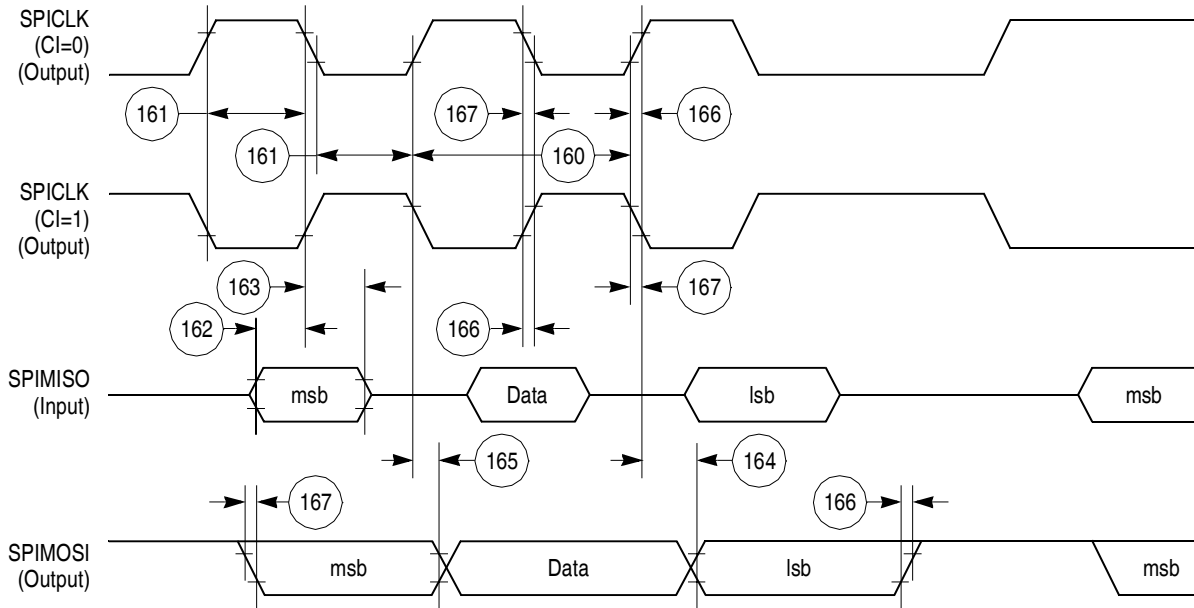 SPICLK
(CI=0)
(Output)
161
167
166
161
160
SPICLK
(CI=1)
(Output)
163
167
162
166
SPIMISO
(Input)
msb
Data
lsb
msb
165
164
167
166
SPIMOSI
(Output)
msb
Data
lsb
msb